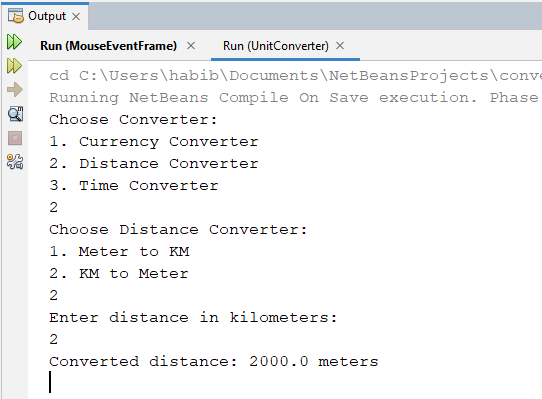 Output
Run (MouseEventFrame) Run (UnitConverter)
cd C:\Users\habib\Documents\NetBeansProjects\conve
Running NetBeans Compile On Save execution. Phase
Choose Converter:
1. Currency Converter
2. Distance Converter
3. Time Converter
2
Choose Distance Converter:
1. Meter to KM
2. KM to Meter
2
Enter distance in kilometers:
2
Converted distance: 2000.0 meters